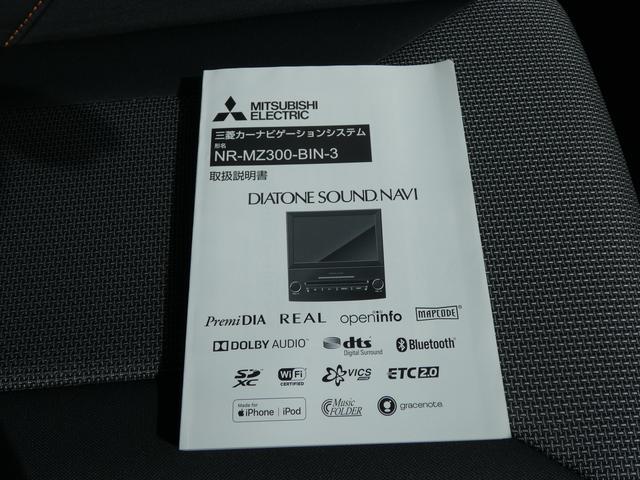 MITSUBISHI
ELECTRIC
三菱カーナビゲーションシステム
形名
NR-MZ300-BIN-3
取扱説明書
DIATONE SOUND.NAVI
PremiDIA REAL openinfo MAPCODE
DOLBY AUDIO dts Digital Surround Bluetooth
SD XC Wi Fi CERTIFIED VICS ETC2.0
Made for iPhone | iPod Music FOLDER gracenote